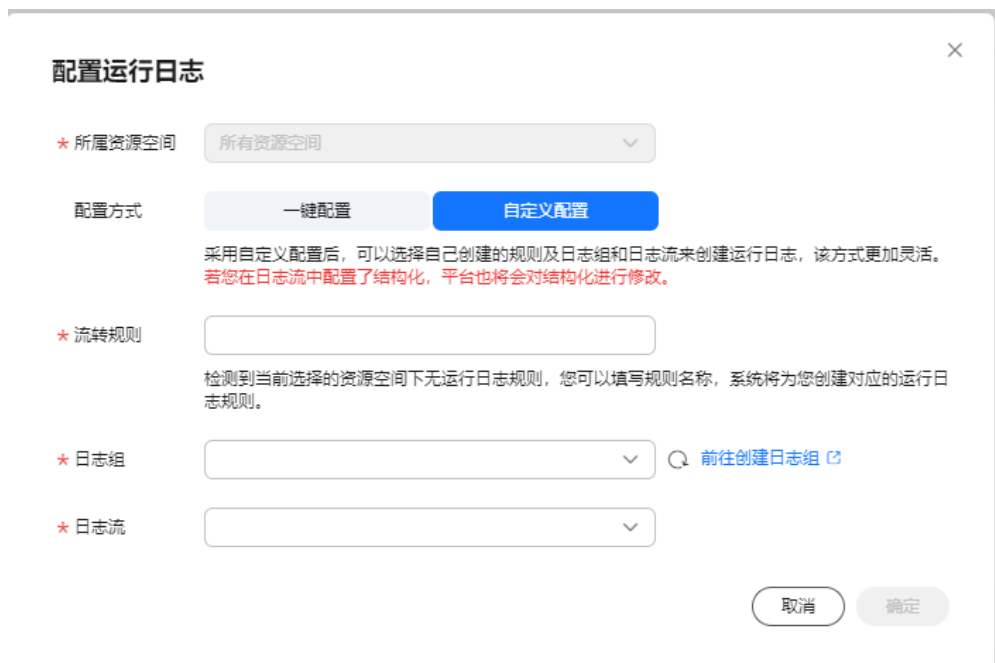 配置运行日志
* 所属资源空间 所有资源空间
配置方式 一键配置 自定义配置
采用自定义配置后，可以选择自己创建的规则及日志组和日志流来创建运行日志，该方式更加灵活。
若您在日志流中配置了结构化，平台也将会对结构化进行修改。
* 流转规则
检测到当前选择的资源空间下无运行日志规则，您可以填写规则名称，系统将为您创建对应的运行日
志规则。
* 日志组 前往创建日志组
* 日志流
取消 确定